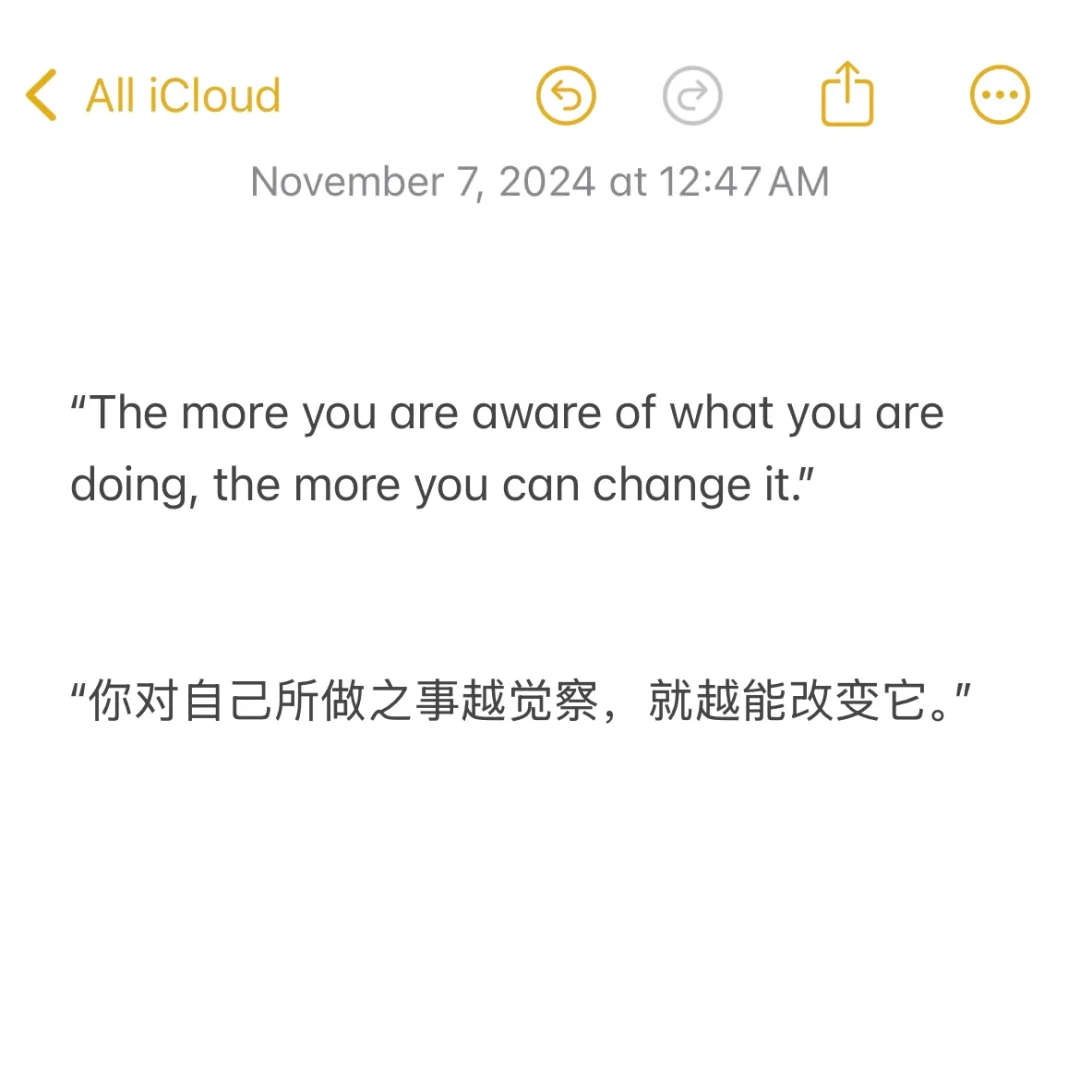 All iCloud
November 7, 2024 at 12:47 AM
“The more you are aware of what you are
doing, the more you can change it.”
“你对自己所做之事越觉察，就越能改变它。”